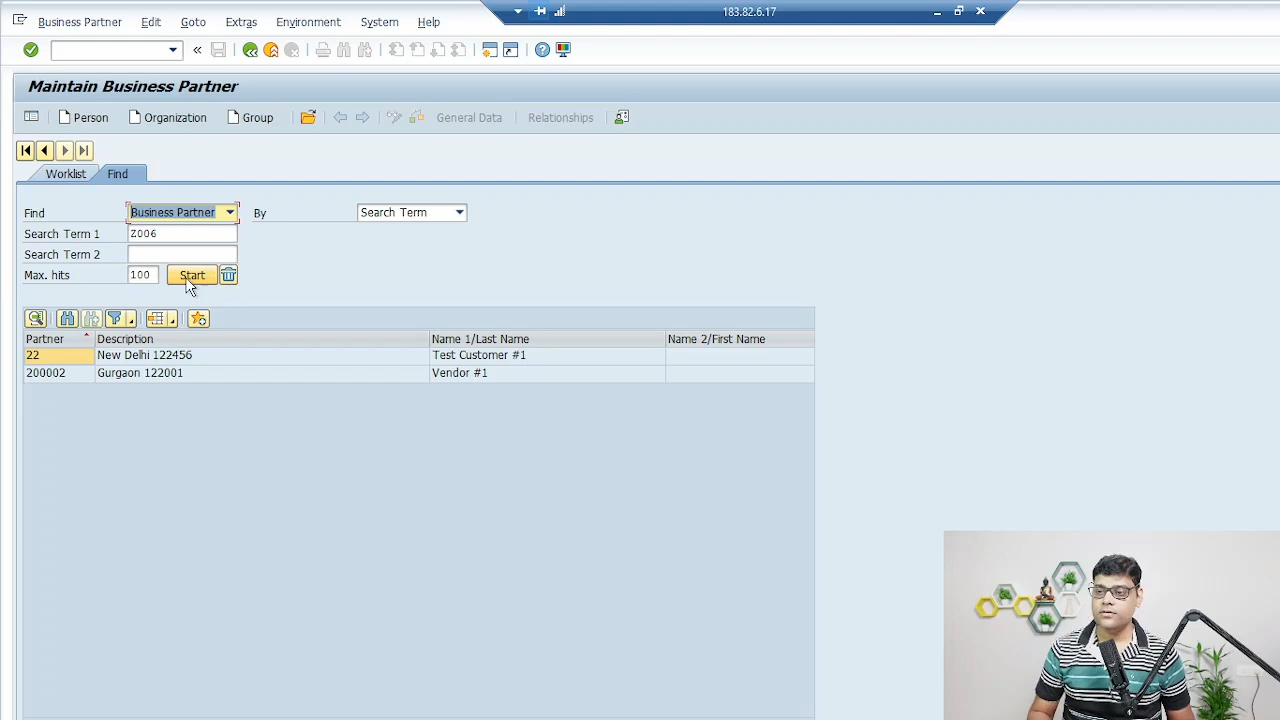 183.82.6.17
Business Partner Edit Goto Extras Environment System Help
Maintain Business Partner
Person Organization Group General Data Relationships
Worklist Find
Find Business Partner By Search Term
Search Term 1 Z006
Search Term 2
Max. hits 100 Start
Partner Description Name 1/Last Name Name 2/First Name
22 New Delhi 122456 Test Customer #1
200002 Gurgaon 122001 Vendor #1